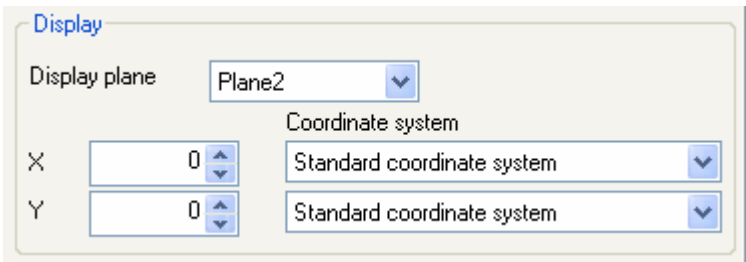 Display
Display plane Plane2
Coordinate system
X 0 Standard coordinate system
Y 0 Standard coordinate system